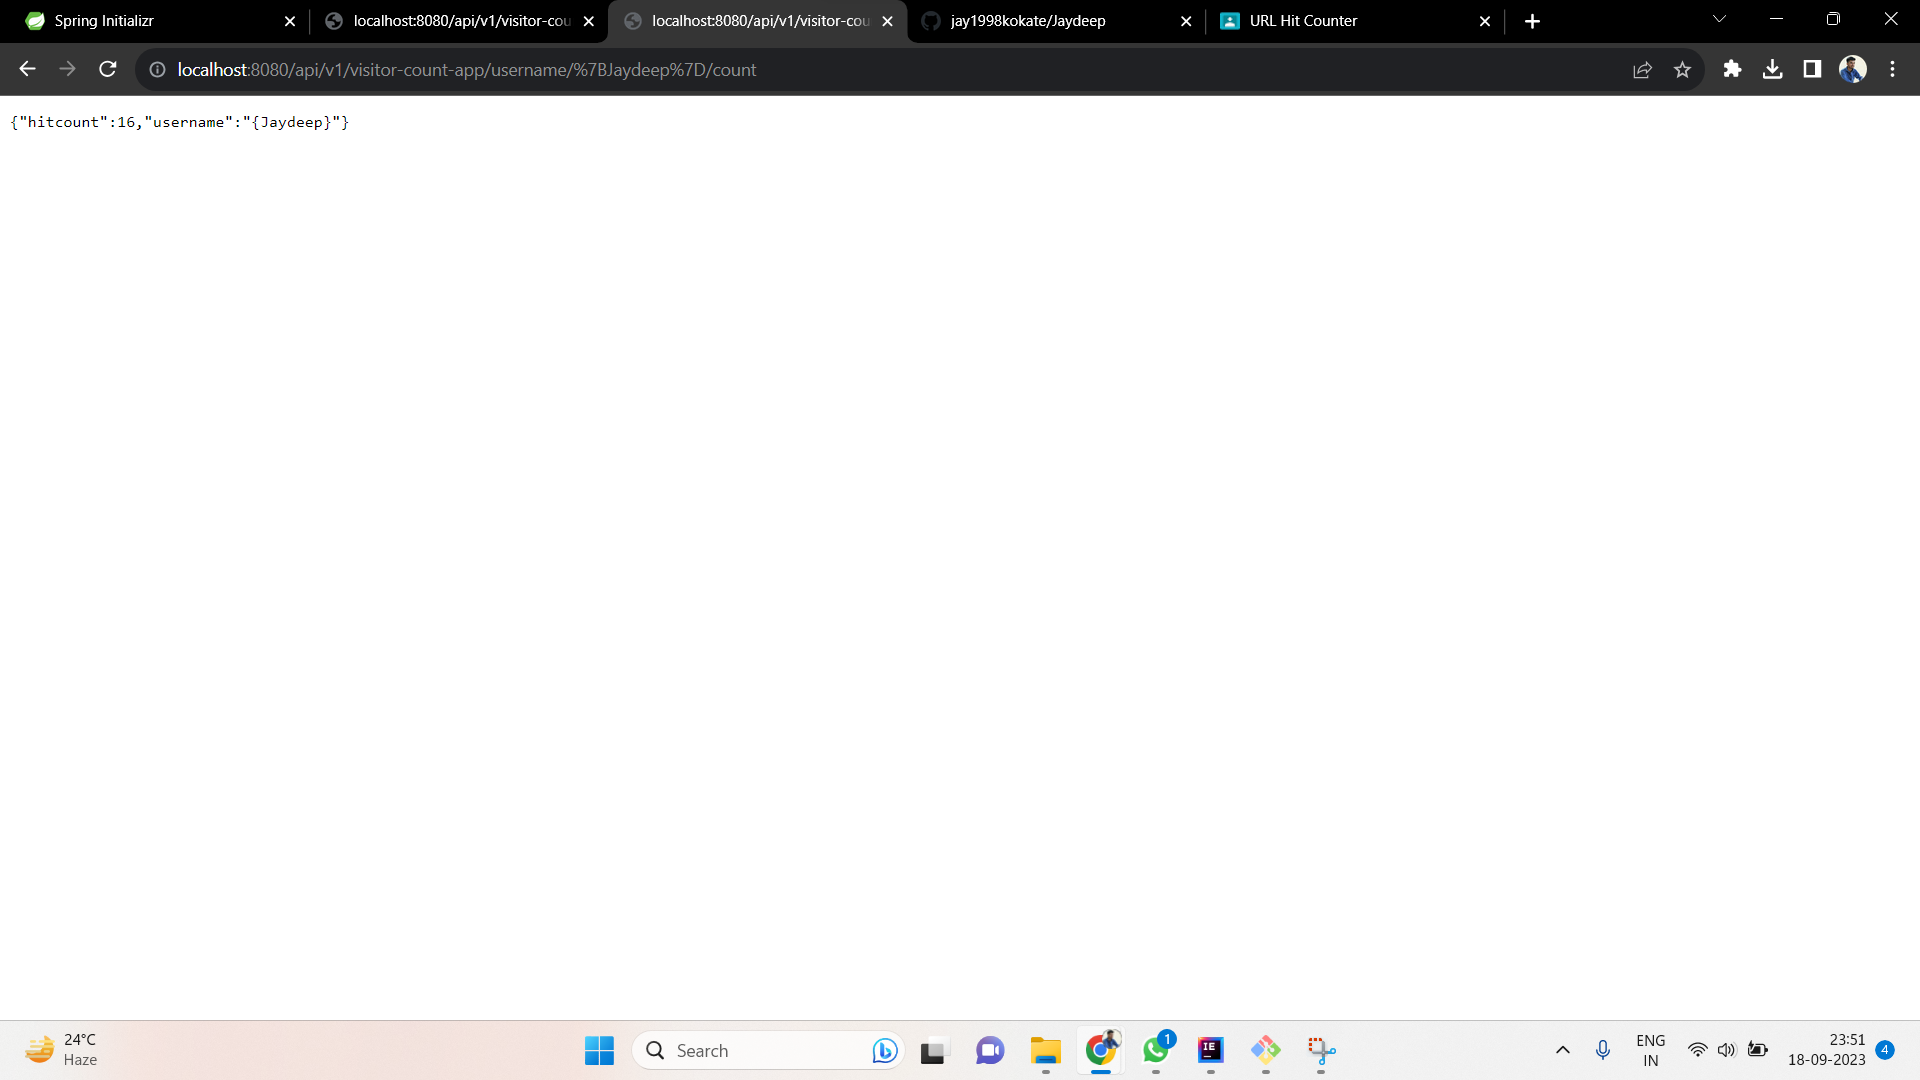 Spring Initializr
localhost:8080/api/v1/visitor-cou
localhost:8080/api/v1/visitor-cou
jay1998kokate/Jaydeep
URL Hit Counter
localhost:8080/api/v1/visitor-count-app/username/%7BJaydeep%7D/count
{"hitcount":16,"username":"{Jaydeep}"}
24°C
Haze
Search
1
IE
ENG
IN
23:51
18-09-2023
4